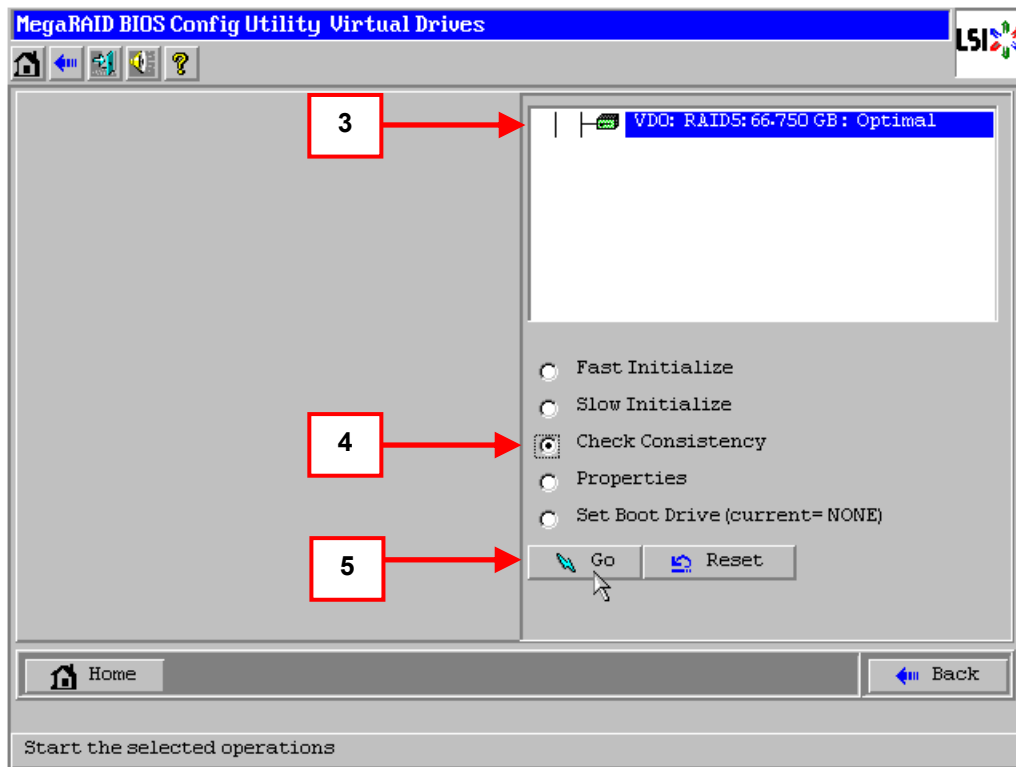 MegaRAID BIOS Config Utility Virtual Drives
LSI
3
VD0: RAID5: 66.750 GB: Optimal
Fast Initialize
Slow Initialize
4
Check Consistency
Properties
Set Boot Drive (current= NONE)
5
Go
Reset
Home
Back
Start the selected operations